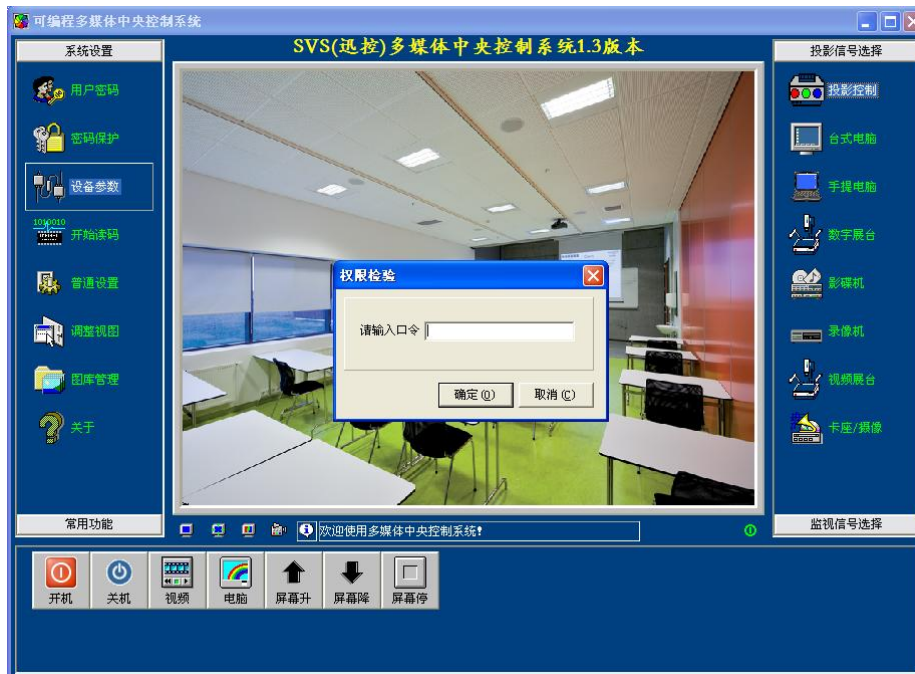 可编程多媒体中央控制系统
系统设置
SVS(迅控)多媒体中央控制系统1.3版本
投影信号选择
用户密码
密码保护
设备参数
1010010
开始读码
普通设置
调整视图
图库管理
关于
常用功能
权限检验
请输入口令
确定(O)
取消(C)
投影控制
台式电脑
手提电脑
数字展台
影碟机
录像机
视频展台
卡座/摄像
监视信号选择
欢迎使用多媒体中央控制系统!
开机
关机
视频
电脑
屏幕升
屏幕降
屏幕停